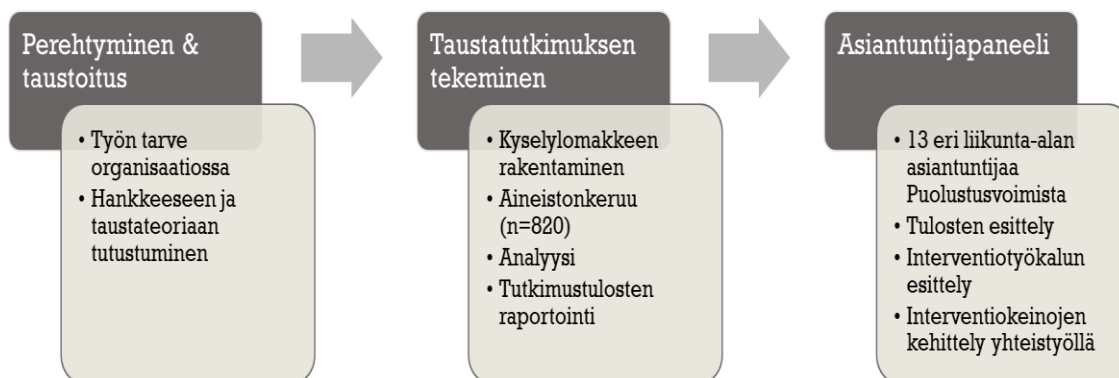 Perehtyminen &
taustoitus
• Työn tarve
organisaatiossa
• Hankkeeseen ja
taustateoriaan
tutustuminen
Taustatutkimuksen
tekeminen
• Kyselylomakkeen
rakentaminen
• Aineistonkeruu
(n=820)
• Analyysi
• Tutkimustulosten
raportointi
Asiantuntijapaneeli
• 13 eri liikunta-alan
asiantuntijaa
Puolustusvoimista
• Tulosten esittely
• Interventiotyökalun
esittely
• Interventiokeinojen
kehittely yhteistyöllä